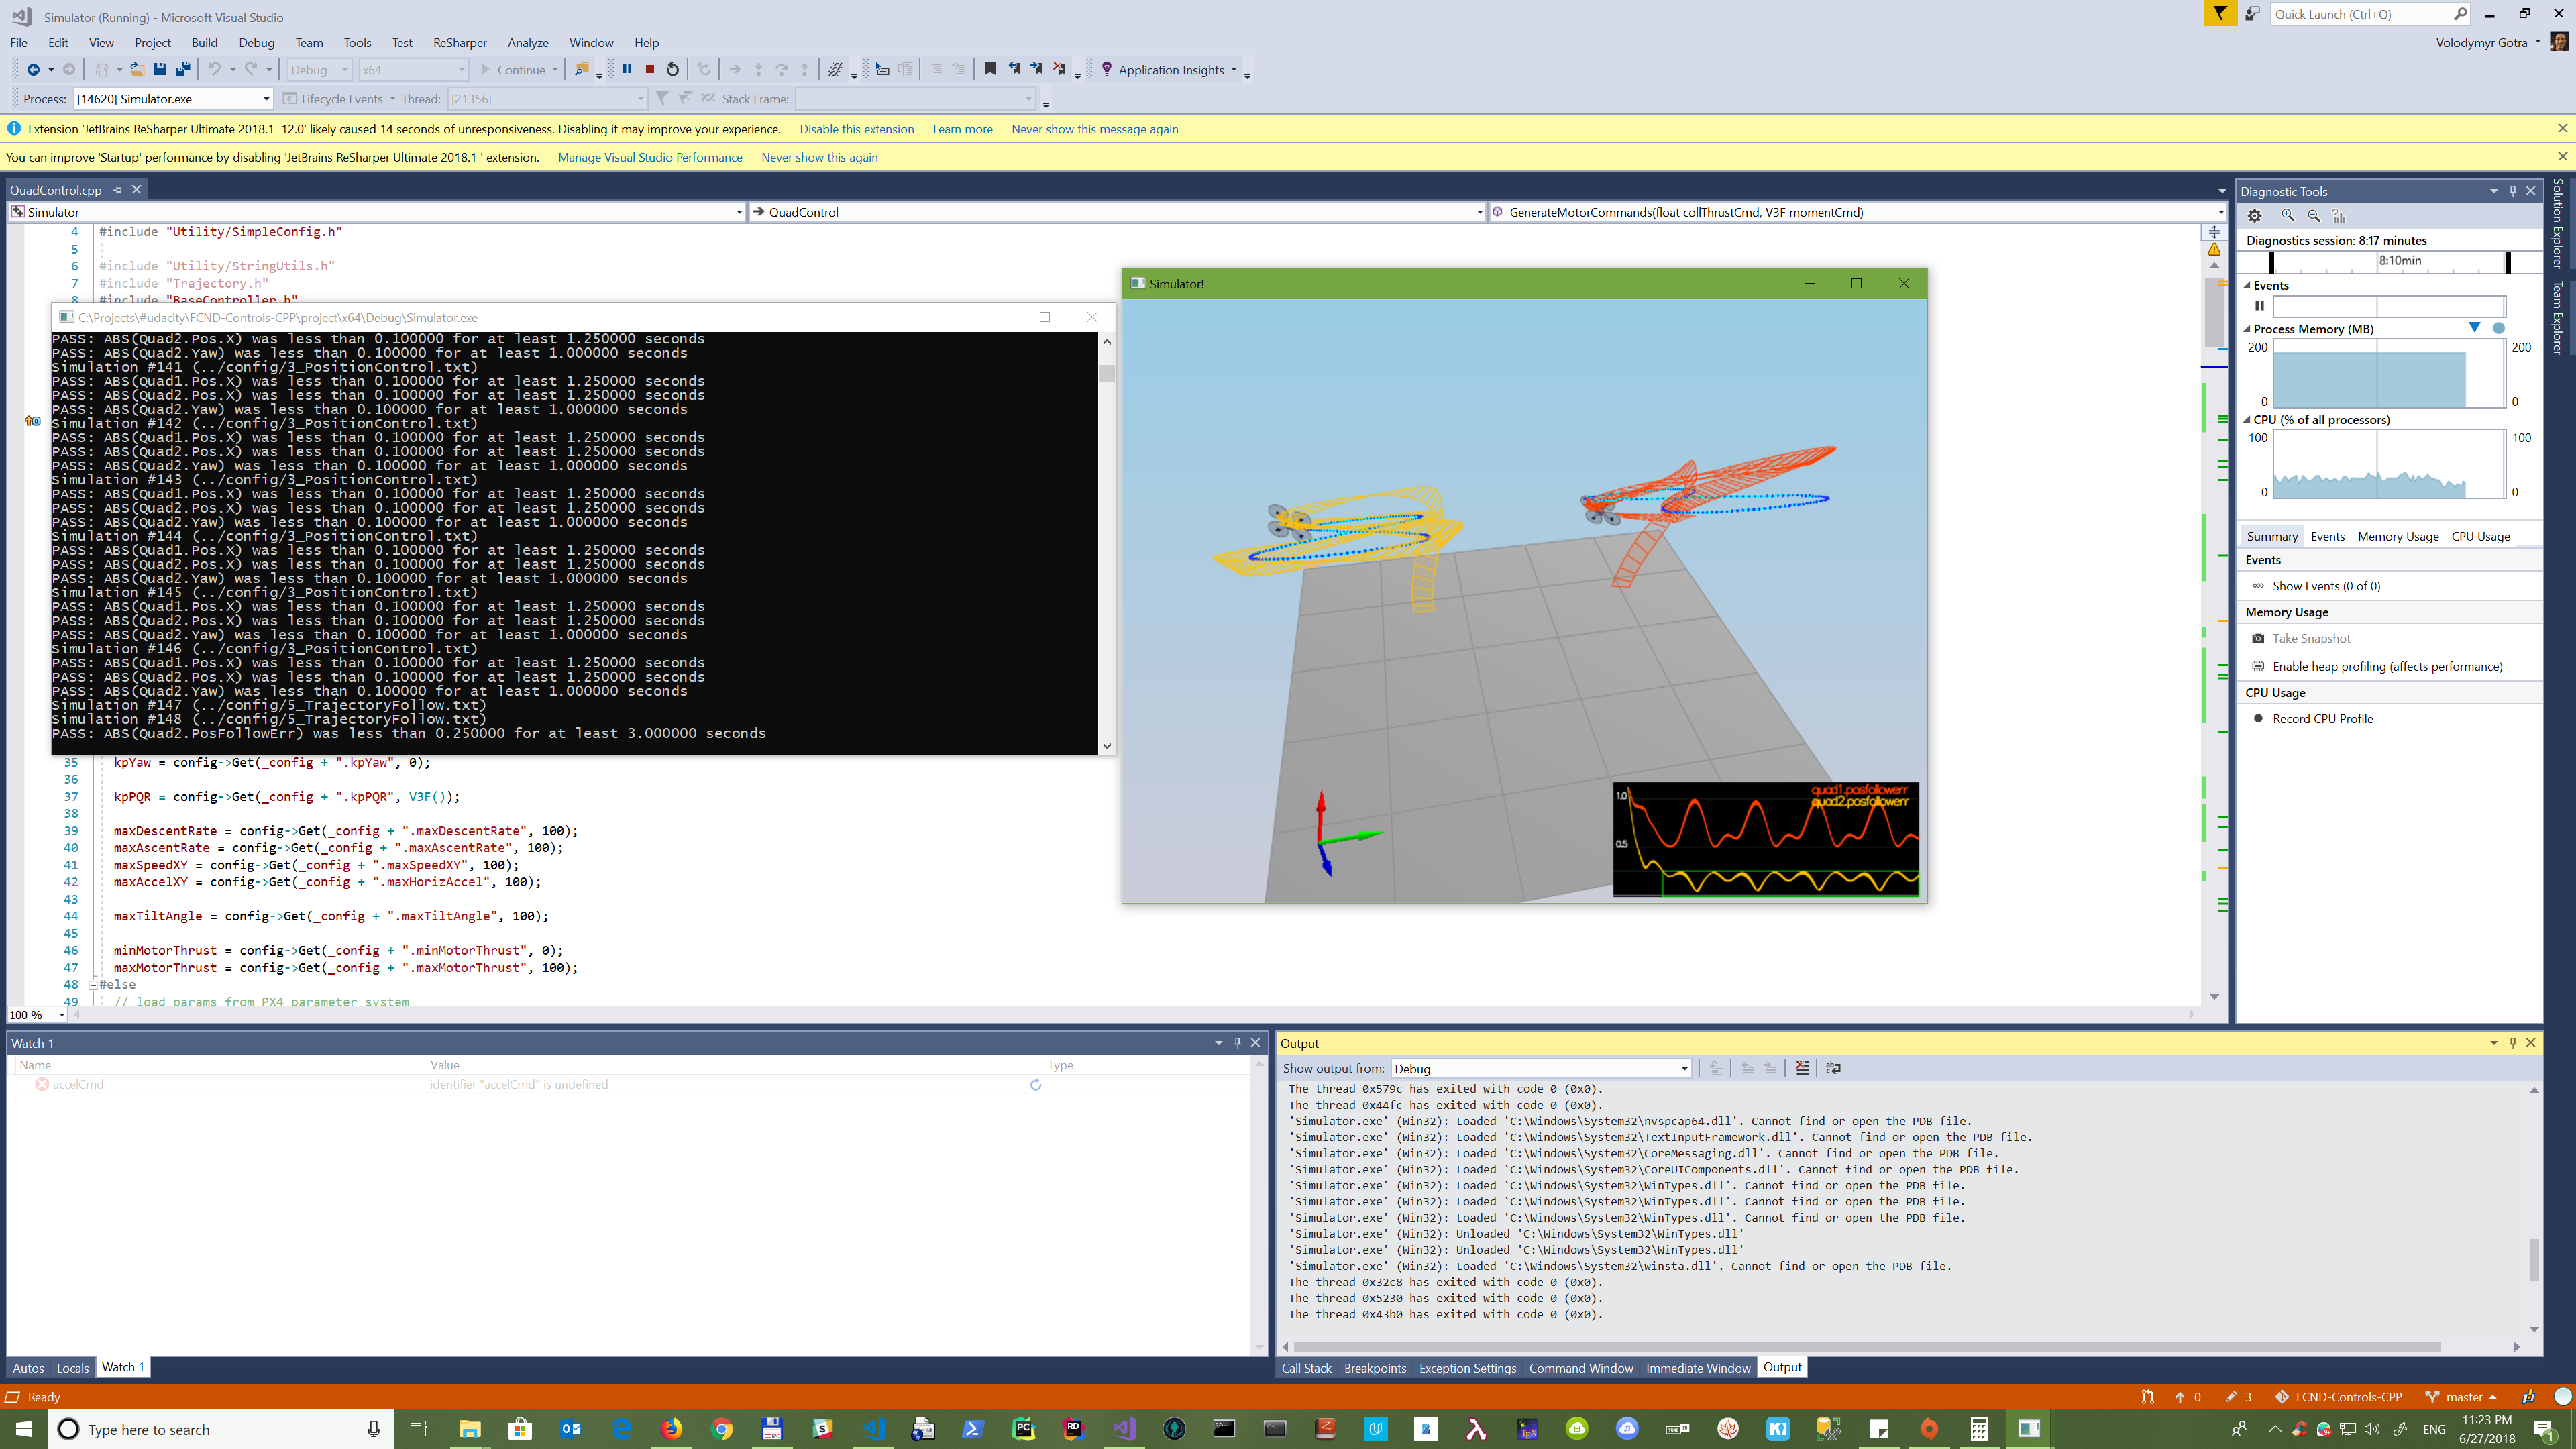 Simulator (Running) - Microsoft Visual Studio
Quick Launch (Ctrl+Q)
File Edit View Project Build Debug Team Tools Test ReSharper Analyze Window Help
Volodymyr Gotra
Debug x64 Continue Application Insights
Process: [14620] Simulator.exe Lifecycle Events Thread: [21356] Stack Frame:
Extension 'JetBrains ReSharper Ultimate 2018.1 12.0' likely caused 14 seconds of unresponsiveness. Disabling it may improve your experience. Disable this extension Learn more Never show this message again
You can improve 'Startup' performance by disabling 'JetBrains ReSharper Ultimate 2018.1 ' extension. Manage Visual Studio Performance Never show this again
QuadControl.cpp
Simulator QuadControl GenerateMotorCommands(float collThrustCmd, V3F momentCmd)
4 #include "Utility/SimpleConfig.h"
5
6 #include "Utility/StringUtils.h"
7 #include "Trajectory.h"
8 #include "BaseController.h"
C:\Projects\#udacity\FCND-Controls-CPP\project\x64\Debug\Simulator.exe
PASS: ABS(Quad2.Pos.X) was less than 0.100000 for at least 1.250000 seconds
PASS: ABS(Quad2.Yaw) was less than 0.100000 for at least 1.000000 seconds
Simulation #141 (../config/3_PositionControl.txt)
PASS: ABS(Quad1.Pos.X) was less than 0.100000 for at least 1.250000 seconds
PASS: ABS(Quad2.Pos.X) was less than 0.100000 for at least 1.250000 seconds
PASS: ABS(Quad2.Yaw) was less than 0.100000 for at least 1.000000 seconds
Simulation #142 (../config/3_PositionControl.txt)
PASS: ABS(Quad1.Pos.X) was less than 0.100000 for at least 1.250000 seconds
PASS: ABS(Quad2.Pos.X) was less than 0.100000 for at least 1.250000 seconds
PASS: ABS(Quad2.Yaw) was less than 0.100000 for at least 1.000000 seconds
Simulation #143 (../config/3_PositionControl.txt)
PASS: ABS(Quad1.Pos.X) was less than 0.100000 for at least 1.250000 seconds
PASS: ABS(Quad2.Pos.X) was less than 0.100000 for at least 1.250000 seconds
PASS: ABS(Quad2.Yaw) was less than 0.100000 for at least 1.000000 seconds
Simulation #144 (../config/3_PositionControl.txt)
PASS: ABS(Quad1.Pos.X) was less than 0.100000 for at least 1.250000 seconds
PASS: ABS(Quad2.Pos.X) was less than 0.100000 for at least 1.250000 seconds
PASS: ABS(Quad2.Yaw) was less than 0.100000 for at least 1.000000 seconds
Simulation #145 (../config/3_PositionControl.txt)
PASS: ABS(Quad1.Pos.X) was less than 0.100000 for at least 1.250000 seconds
PASS: ABS(Quad2.Pos.X) was less than 0.100000 for at least 1.250000 seconds
PASS: ABS(Quad2.Yaw) was less than 0.100000 for at least 1.000000 seconds
Simulation #146 (../config/3_PositionControl.txt)
PASS: ABS(Quad1.Pos.X) was less than 0.100000 for at least 1.250000 seconds
PASS: ABS(Quad2.Pos.X) was less than 0.100000 for at least 1.250000 seconds
PASS: ABS(Quad2.Yaw) was less than 0.100000 for at least 1.000000 seconds
Simulation #147 (../config/5_TrajectoryFollow.txt)
Simulation #148 (../config/5_TrajectoryFollow.txt)
PASS: ABS(Quad2.PosFollowErr) was less than 0.250000 for at least 3.000000 seconds
35 kpYaw = config->Get(_config + ".kpYaw", 0);
36
37 kpPQR = config->Get(_config + ".kpPQR", V3F());
38
39 maxDescentRate = config->Get(_config + ".maxDescentRate", 100);
40 maxAscentRate = config->Get(_config + ".maxAscentRate", 100);
41 maxSpeedXY = config->Get(_config + ".maxSpeedXY", 100);
42 maxAccelXY = config->Get(_config + ".maxHorizAccel", 100);
43
44 maxTiltAngle = config->Get(_config + ".maxTiltAngle", 100);
45
46 minMotorThrust = config->Get(_config + ".minMotorThrust", 0);
47 maxMotorThrust = config->Get(_config + ".maxMotorThrust", 100);
48 #else
49 // load params from PX4 parameter system
100 %
Simulator!
quad1.posfollowerr
quad2.posfollowerr
1.0
0.5
Diagnostic Tools
Diagnostics session: 8:17 minutes
8:10min
Events
Process Memory (MB)
200 200
0 0
CPU (% of all processors)
100 100
0 0
Summary Events Memory Usage CPU Usage
Events
Show Events (0 of 0)
Memory Usage
Take Snapshot
Enable heap profiling (affects performance)
CPU Usage
Record CPU Profile
Solution Explorer
Team Explorer
Watch 1
Name Value Type
accelCmd identifier "accelCmd" is undefined
Autos Locals Watch 1
Output
Show output from: Debug
The thread 0x579c has exited with code 0 (0x0).
The thread 0x44fc has exited with code 0 (0x0).
'Simulator.exe' (Win32): Loaded 'C:\Windows\System32\nvspcap64.dll'. Cannot find or open the PDB file.
'Simulator.exe' (Win32): Loaded 'C:\Windows\System32\TextInputFramework.dll'. Cannot find or open the PDB file.
'Simulator.exe' (Win32): Loaded 'C:\Windows\System32\CoreMessaging.dll'. Cannot find or open the PDB file.
'Simulator.exe' (Win32): Loaded 'C:\Windows\System32\CoreUIComponents.dll'. Cannot find or open the PDB file.
'Simulator.exe' (Win32): Loaded 'C:\Windows\System32\WinTypes.dll'. Cannot find or open the PDB file.
'Simulator.exe' (Win32): Loaded 'C:\Windows\System32\WinTypes.dll'. Cannot find or open the PDB file.
'Simulator.exe' (Win32): Loaded 'C:\Windows\System32\WinTypes.dll'. Cannot find or open the PDB file.
'Simulator.exe' (Win32): Unloaded 'C:\Windows\System32\WinTypes.dll'
'Simulator.exe' (Win32): Unloaded 'C:\Windows\System32\WinTypes.dll'
'Simulator.exe' (Win32): Loaded 'C:\Windows\System32\winsta.dll'. Cannot find or open the PDB file.
The thread 0x32c8 has exited with code 0 (0x0).
The thread 0x5230 has exited with code 0 (0x0).
The thread 0x43b0 has exited with code 0 (0x0).
Call Stack Breakpoints Exception Settings Command Window Immediate Window Output
Ready
0 3 FCND-Controls-CPP master
Type here to search
ENG
11:23 PM
6/27/2018
1